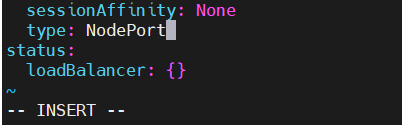 sessionAffinity: None
  type: NodePort
status:
  loadBalancer: {}
~
-- INSERT --